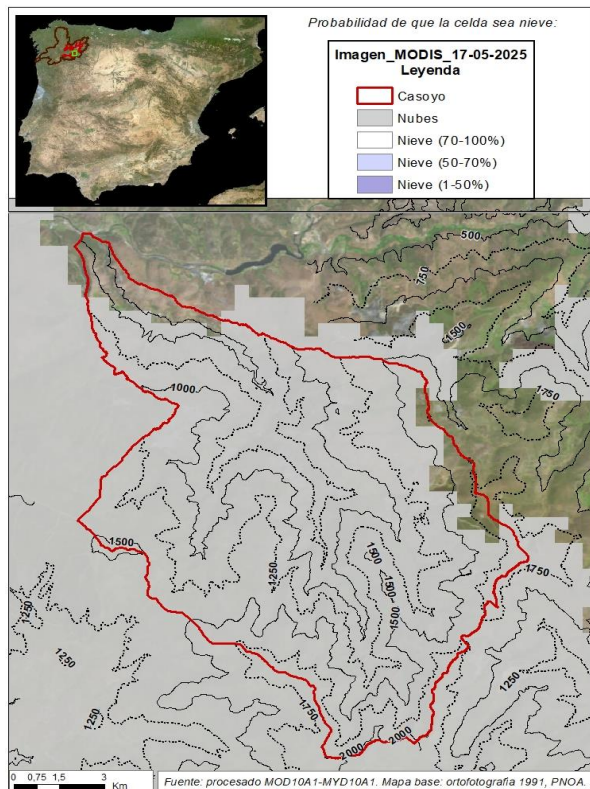 Probabilidad de que la celda sea nieve:
Imagen_MODIS_17-05-2025
Leyenda
Casoyo
Nubes
Nieve (70-100%)
Nieve (50-70%)
Nieve (1-50%)
500
750
1500
1750
1000
1500
1250
1500
1500
1500
1750
1250
1250
1250
1250
1750
2000
2000
0 0,75 1,5 3
Km
Fuente: procesado MOD10A1-MYD10A1. Mapa base: ortofotografía 1991, PNOA.